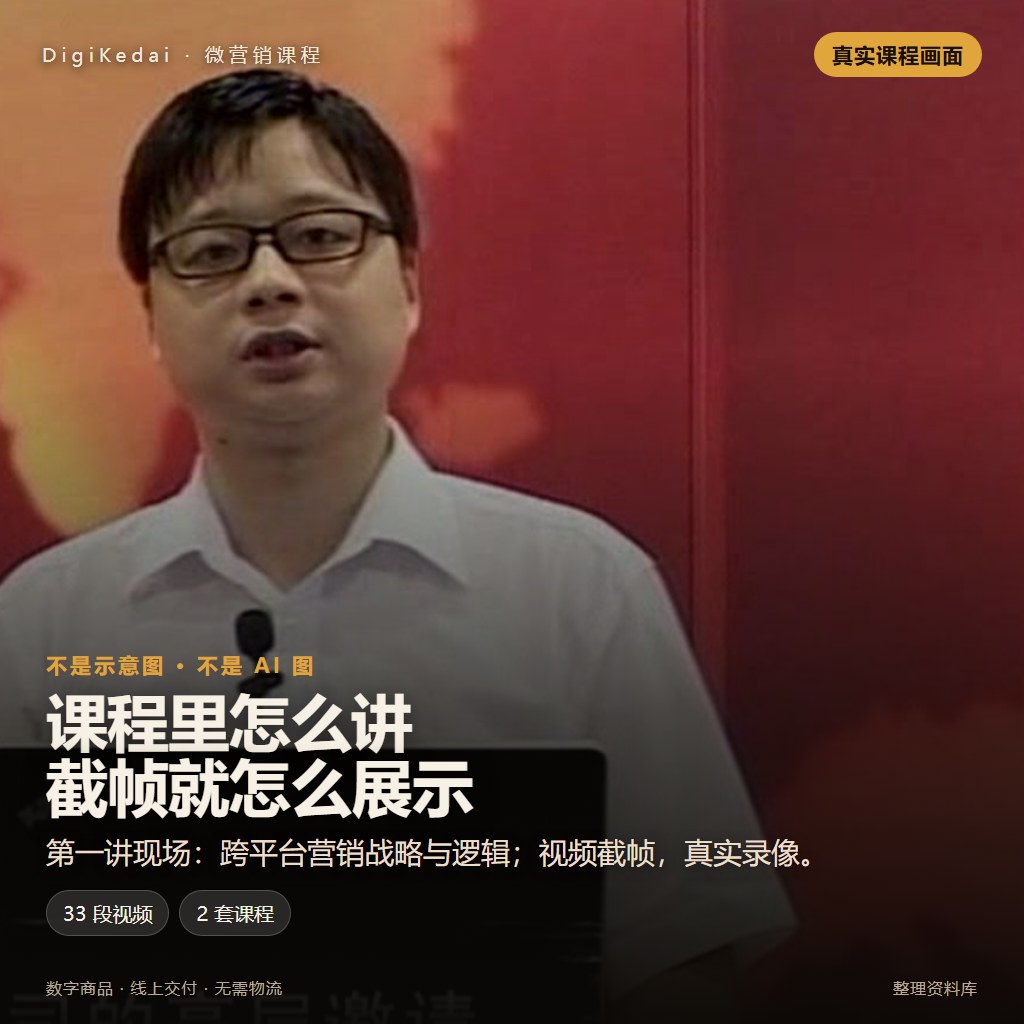 DigiKedai · 微营销课程
真实课程画面
不是示意图 · 不是 AI 图
课程里怎么讲
截帧就怎么展示
第一讲现场：跨平台营销战略与逻辑；视频截帧，真实录像。
33 段视频
2 套课程
数字商品 · 线上交付 · 无需物流
整理资料库